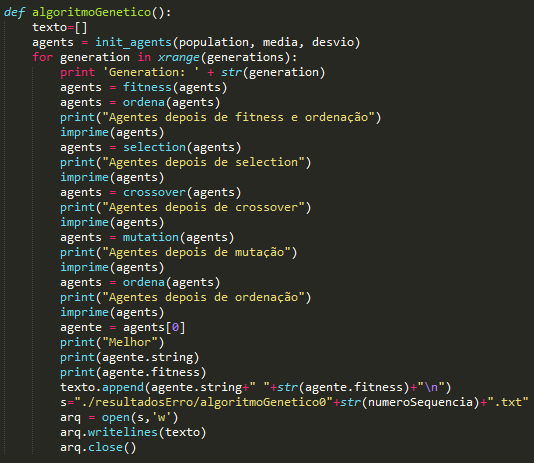 def algoritmoGenetico():
    texto=[]
    agents = init_agents(population, media, desvio)
    for generation in xrange(generations):
        print 'Generation: ' + str(generation)
        agents = fitness(agents)
        agents = ordena(agents)
        print("Agentes depois de fitness e ordenação")
        imprime(agents)
        agents = selection(agents)
        print("Agentes depois de selection")
        imprime(agents)
        agents = crossover(agents)
        print("Agentes depois de crossover")
        imprime(agents)
        agents = mutation(agents)
        print("Agentes depois de mutação")
        imprime(agents)
        agents = ordena(agents)
        print("Agentes depois de ordenação")
        imprime(agents)
        agente = agents[0]
        print("Melhor")
        print(agente.string)
        print(agente.fitness)
        texto.append(agente.string+" "+str(agente.fitness)+"\n")
        s="./resultadosErro/algoritmoGenetico0"+str(numeroSequencia)+".txt"
        arq = open(s,'w')
        arq.writelines(texto)
        arq.close()